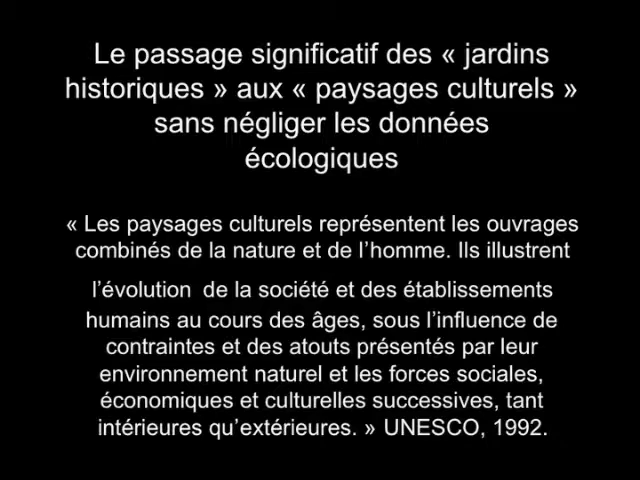 Le passage significatif des « jardins
historiques » aux « paysages culturels »
sans négliger les données
écologiques
« Les paysages culturels représentent les ouvrages
combinés de la nature et de l’homme. Ils illustrent
l’évolution de la société et des établissements
humains au cours des âges, sous l’influence de
contraintes et des atouts présentés par leur
environnement naturel et les forces sociales,
économiques et culturelles successives, tant
intérieures qu’extérieures. » UNESCO, 1992.